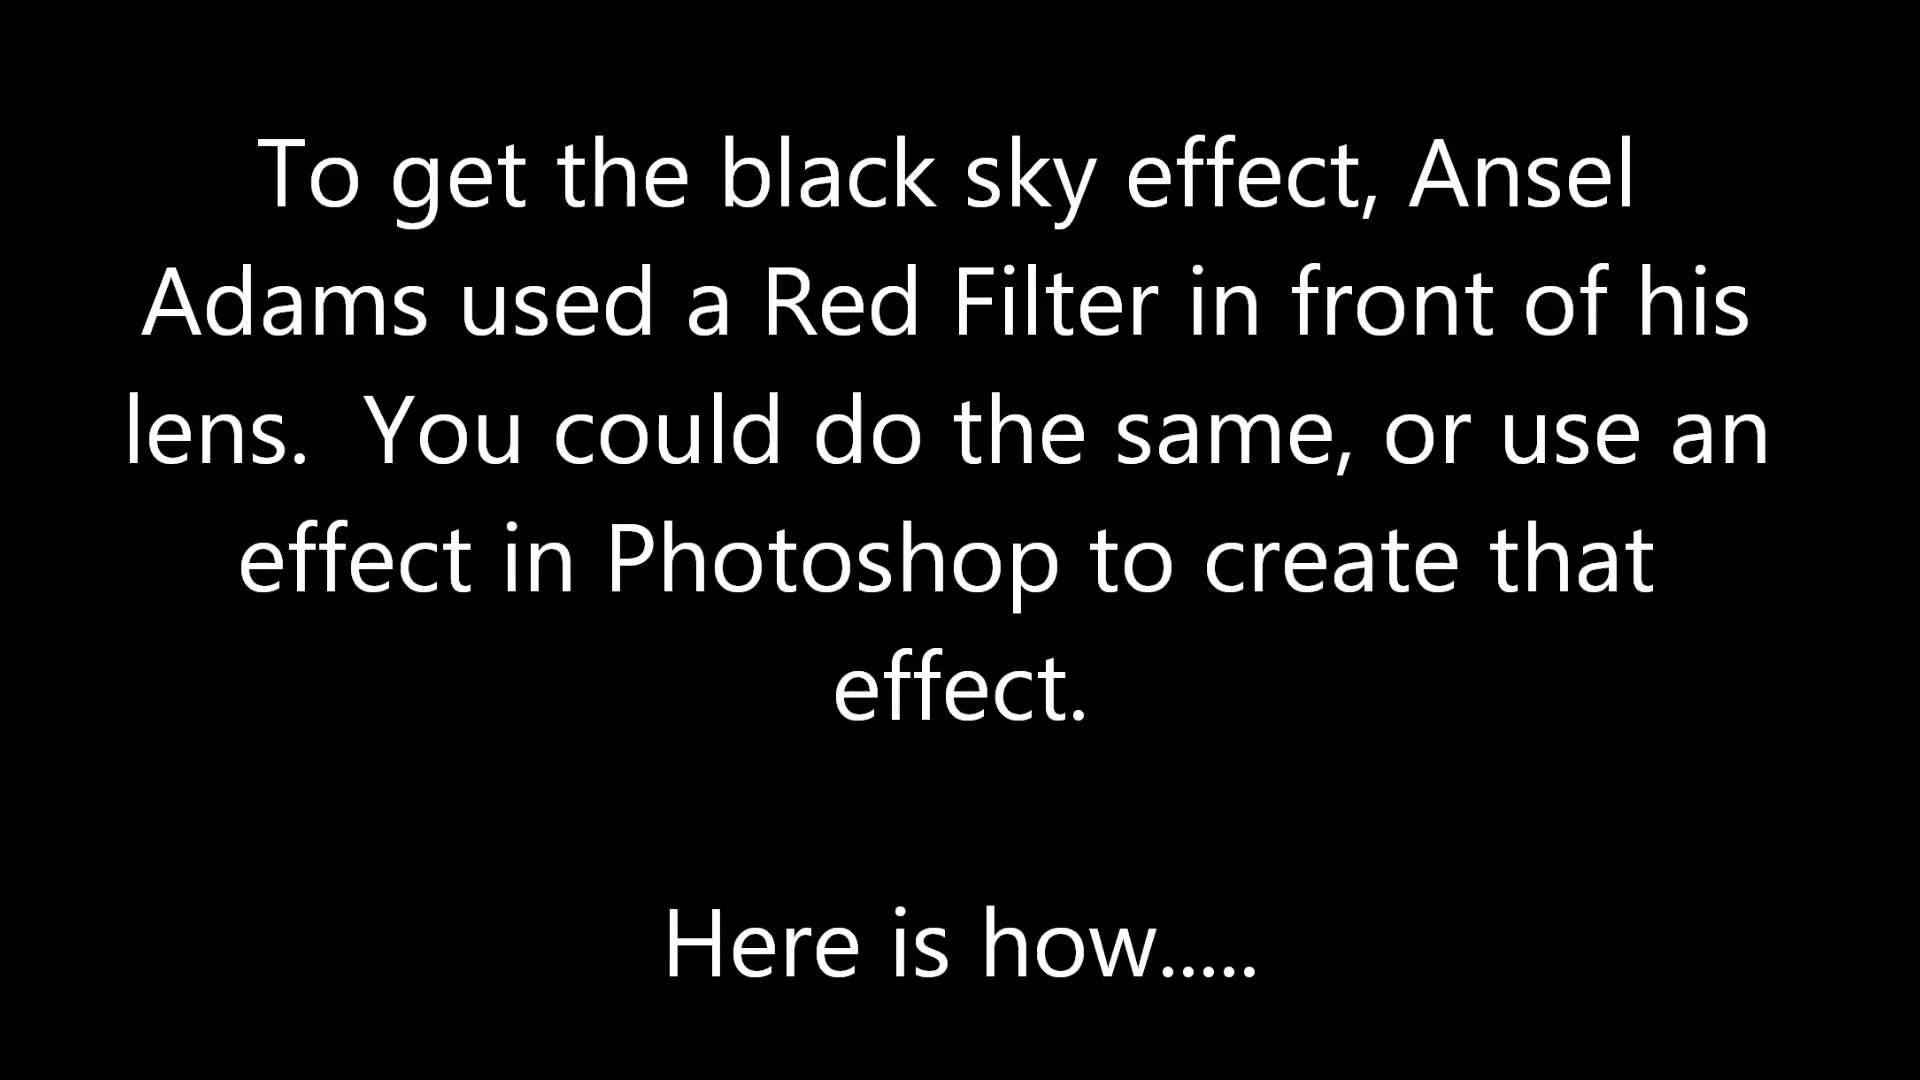 To get the black sky effect, Ansel
Adams used a Red Filter in front of his
lens.  You could do the same, or use an
effect in Photoshop to create that
effect.
Here is how.....